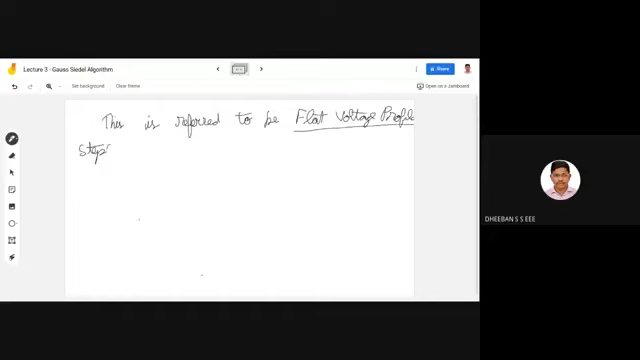 Lecture 3 - Gauss Siedel Algorithm
Share
Set background
Clear frame
Open on a Jamboard
This is referred to be Flat Voltage Profile
Step
DHEEBAN S S EEE